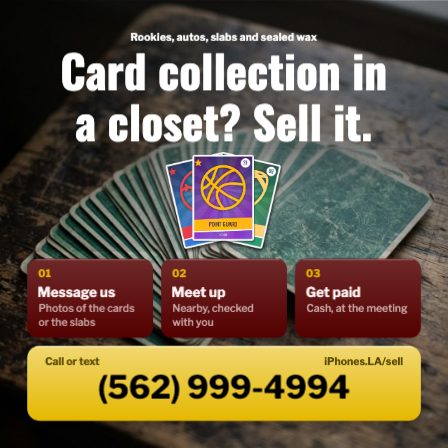 Rookies, autos, slabs and sealed wax
Card collection in
a closet? Sell it.
POINT GUARD
01
Message us
Photos of the cards
or the slabs
02
Meet up
Nearby, checked
with you
03
Get paid
Cash, at the meeting
Call or text
iPhones.LA/sell
(562) 999-4994